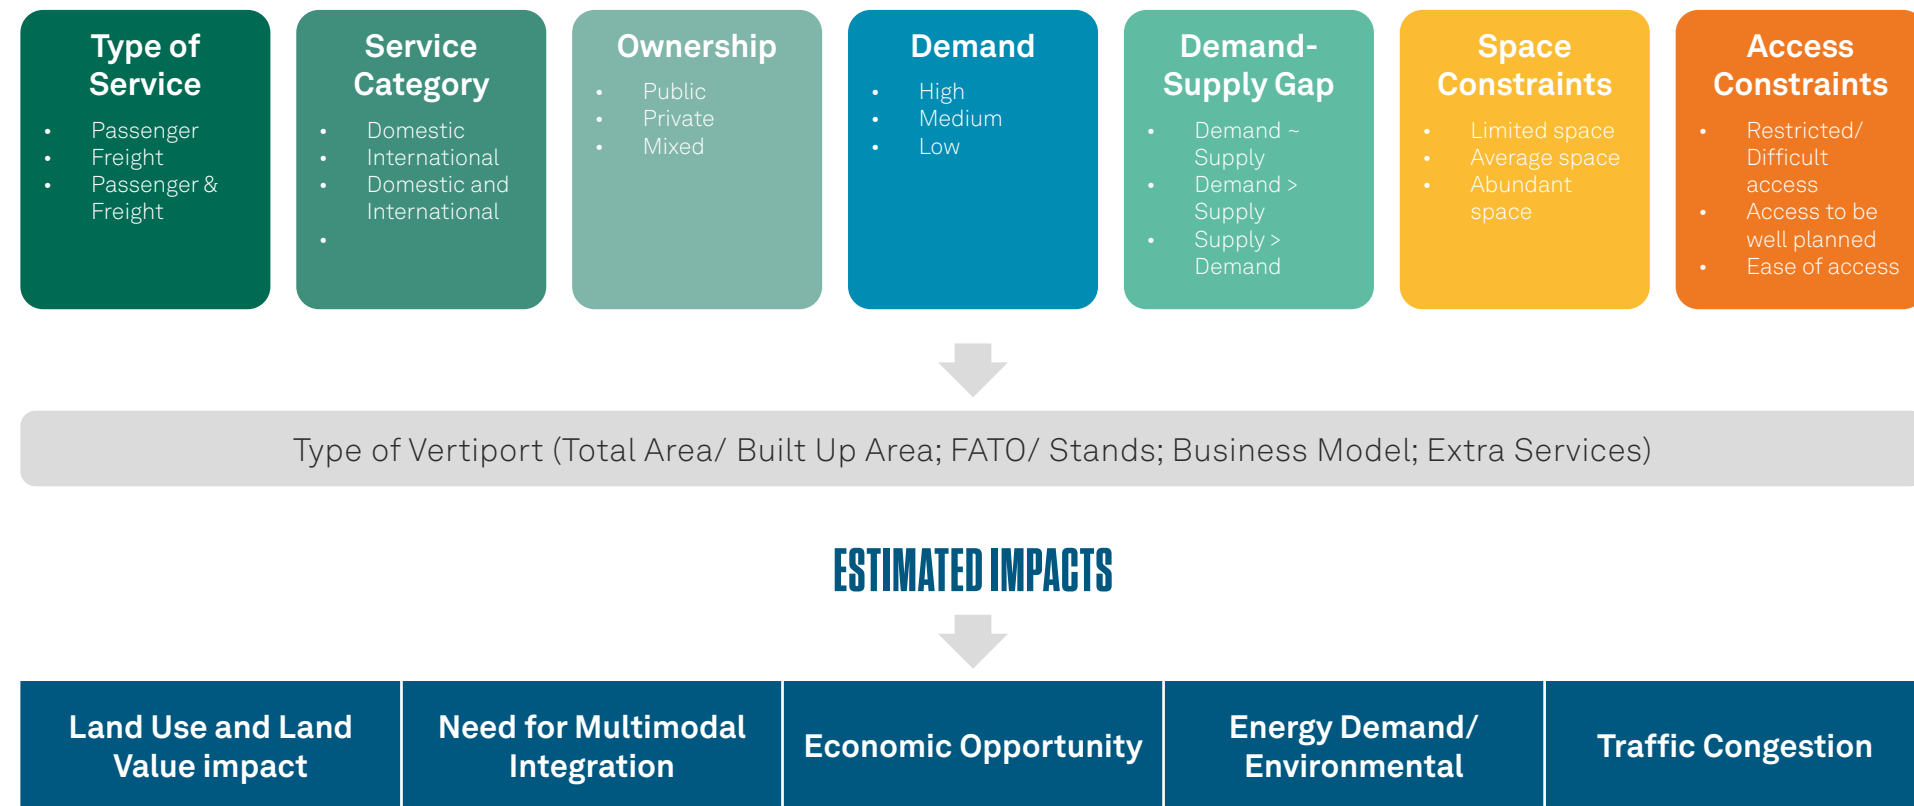 Type of
Service
• Passenger
• Freight
• Passenger &
Freight
Service
Category
• Domestic
• International
• Domestic and
International
•
Ownership
• Public
• Private
• Mixed
Demand
• High
• Medium
• Low
Demand-
Supply Gap
• Demand ~
Supply
• Demand >
Supply
• Supply >
Demand
Space
Constraints
• Limited space
• Average space
• Abundant
space
Access
Constraints
• Restricted/
Difficult
access
• Access to be
well planned
• Ease of access
Type of Vertiport (Total Area/ Built Up Area; FATO/ Stands; Business Model; Extra Services)
ESTIMATED IMPACTS
Land Use and Land
Value impact
Need for Multimodal
Integration
Economic Opportunity
Energy Demand/
Environmental
Traffic Congestion